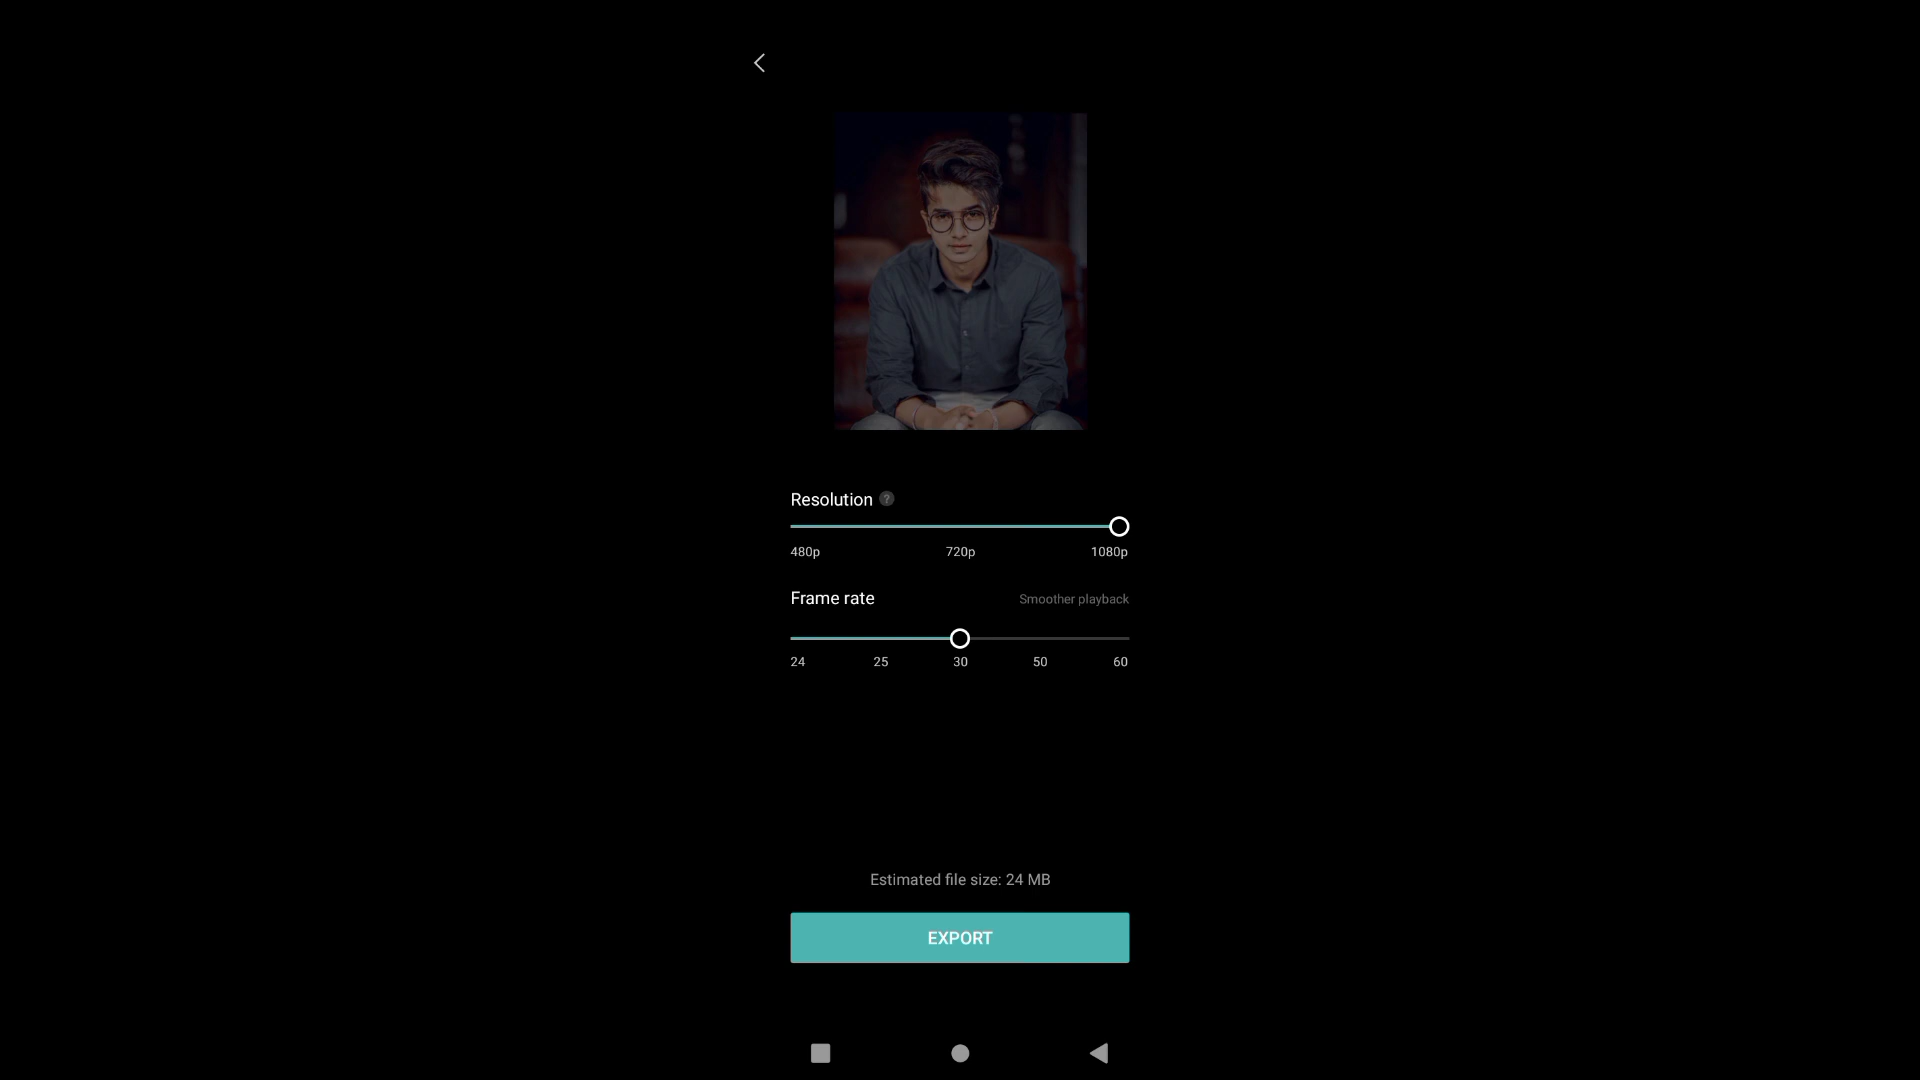 Resolution ?
480p 720p 1080p
Frame rate Smoother playback
24 25 30 50 60
Estimated file size: 24 MB
EXPORT